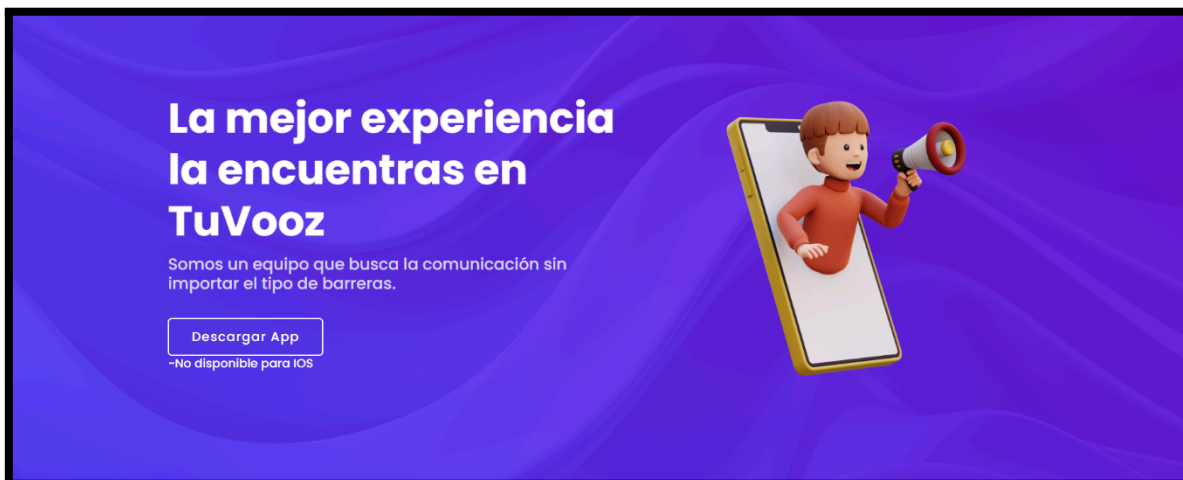 La mejor experiencia
la encuentras en
TuVooz
Somos un equipo que busca la comunicación sin
importar el tipo de barreras.
Descargar App
-No disponible para IOS